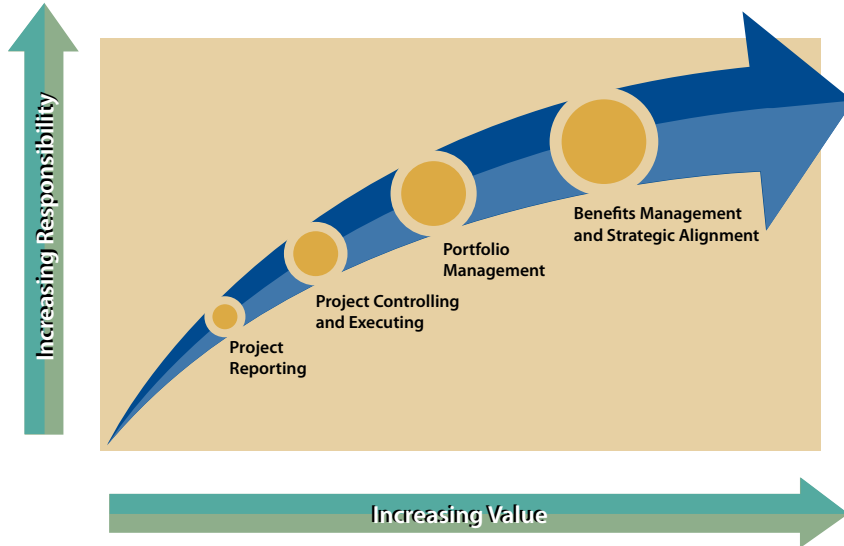 Increasing Responsibility
Benefits Management
and Strategic Alignment
Portfolio
Management
Project Controlling
and Executing
Project
Reporting
Increasing Value